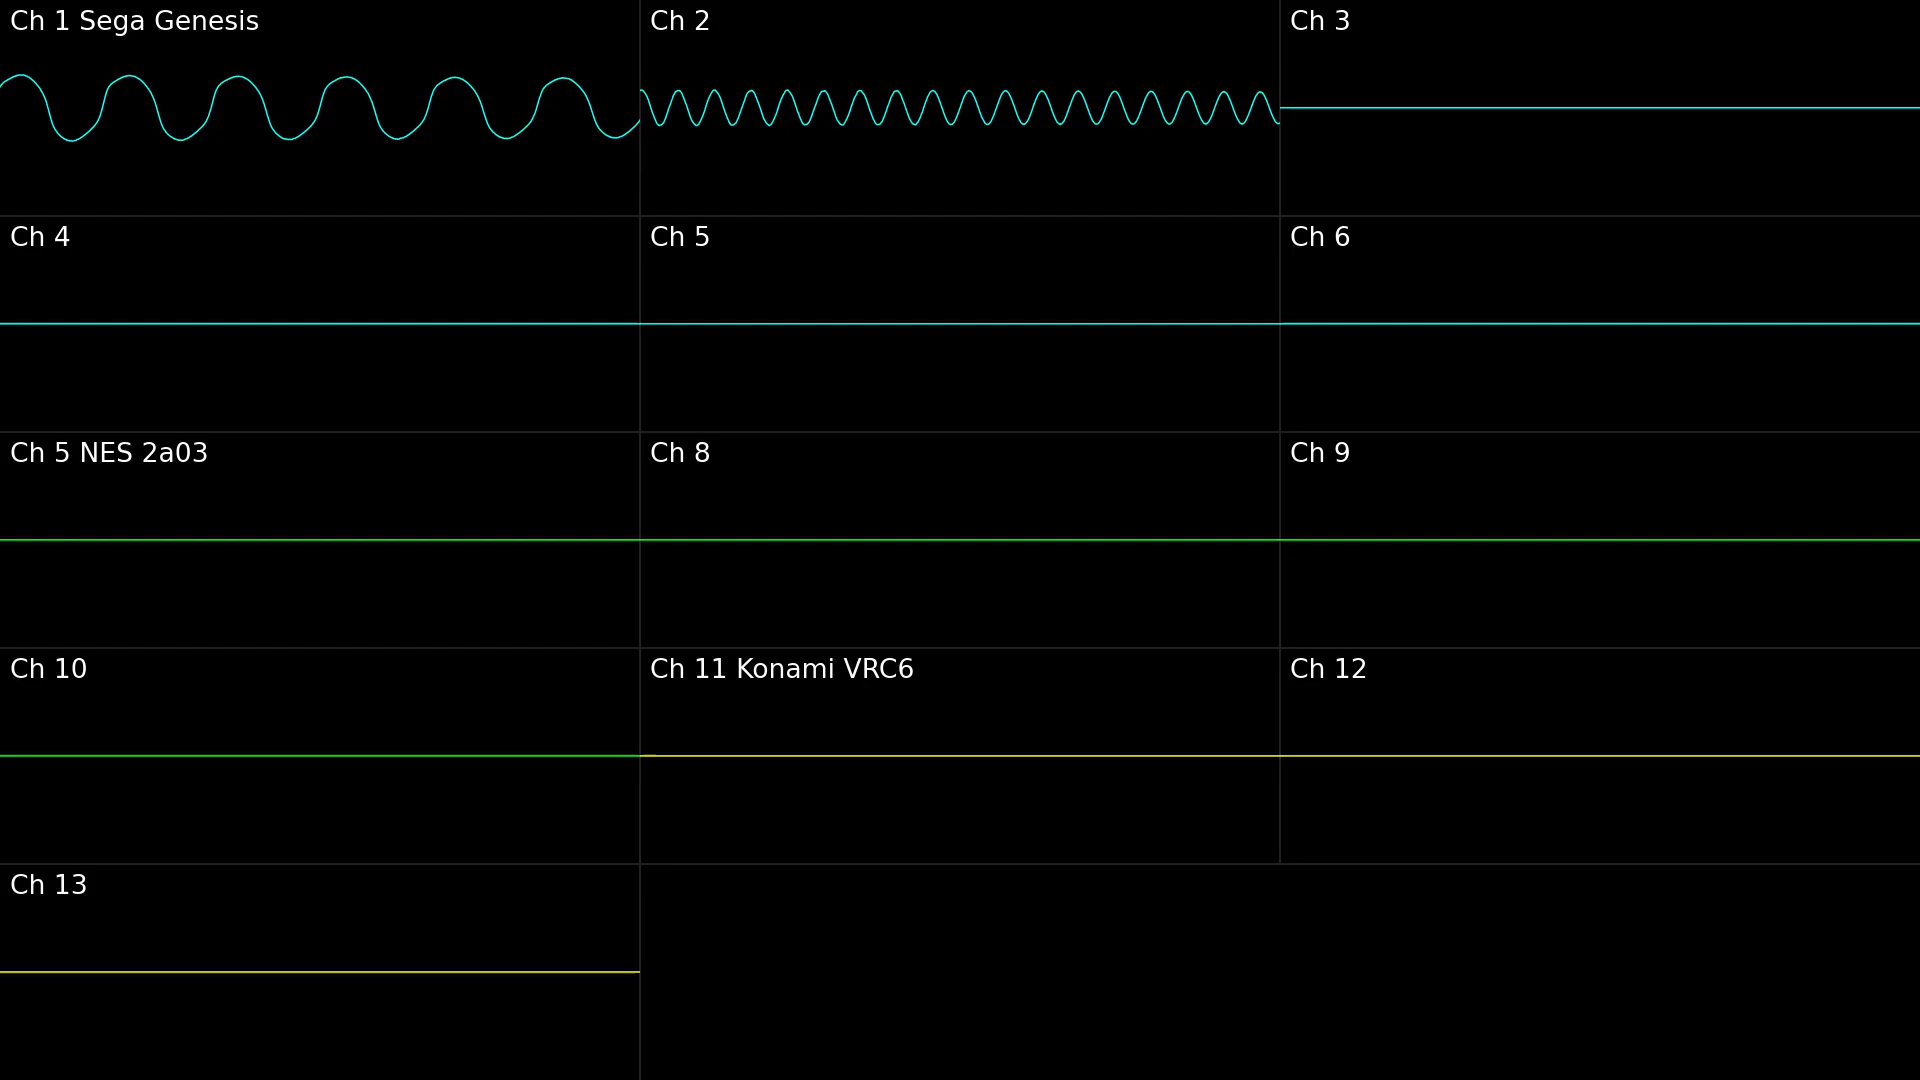 Ch 1 Sega Genesis
Ch 2
Ch 3
Ch 4
Ch 5
Ch 6
Ch 5 NES 2a03
Ch 8
Ch 9
Ch 10
Ch 11 Konami VRC6
Ch 12
Ch 13